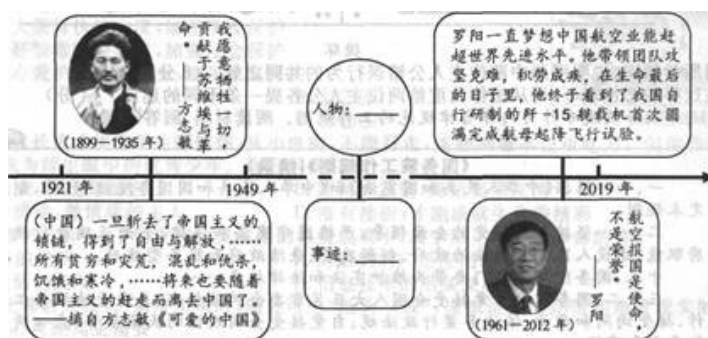 我愿意牺牲一切，
贡献于苏维埃与革
命。
——方志敏
(1899—1935年)
人物：
罗阳一直梦想中国航空业能赶
超世界先进水平。他带领团队攻
坚克难，积劳成疾，在生命最后
的日子里，他终于看到了我国自
行研制的歼-15舰载机首次圆
满完成航母起降飞行试验。
1921年
1949年
2019年
(中国)一旦斩去了帝国主义的
锁链，得到了自由与解放，……
所有贫穷和灾荒，混乱和仇杀，
饥饿和寒冷，……将来也要随着
帝国主义的赶走而离去中国了。
——摘自方志敏《可爱的中国》
事迹：
航空报国是使命，
不是荣誉。
——罗阳
(1961—2012年)